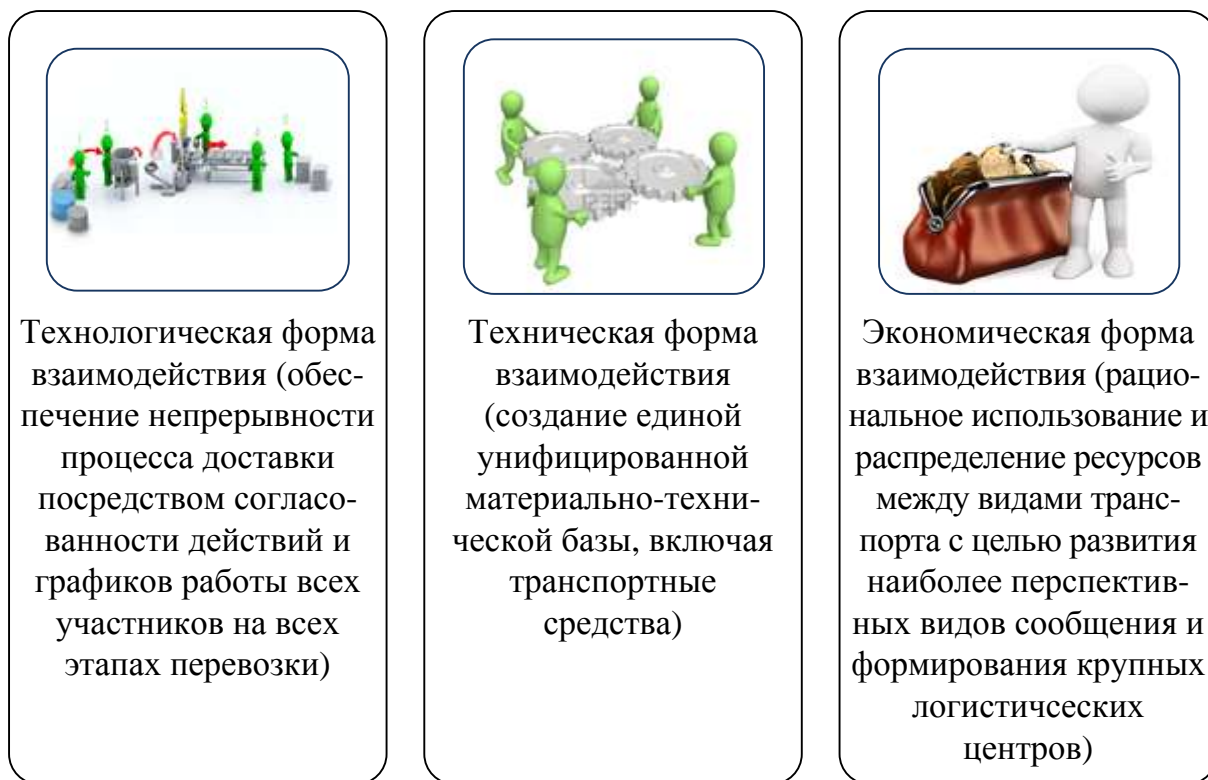 Технологическая форма
взаимодействия (обес-
печение непрерывности
процесса доставки
посредством согласо-
ванности действий и
графиков работы всех
участников на всех
этапах перевозки)
Техническая форма
взаимодействия
(создание единой
унифицированной
материально-техни-
ческой базы, включая
транспортные
средства)
Экономическая форма
взаимодействия (рацио-
нальное использование и
распределение ресурсов
между видами транс-
порта с целью развития
наиболее перспектив-
ных видов сообщения и
формирования крупных
логистичсеских
центров)